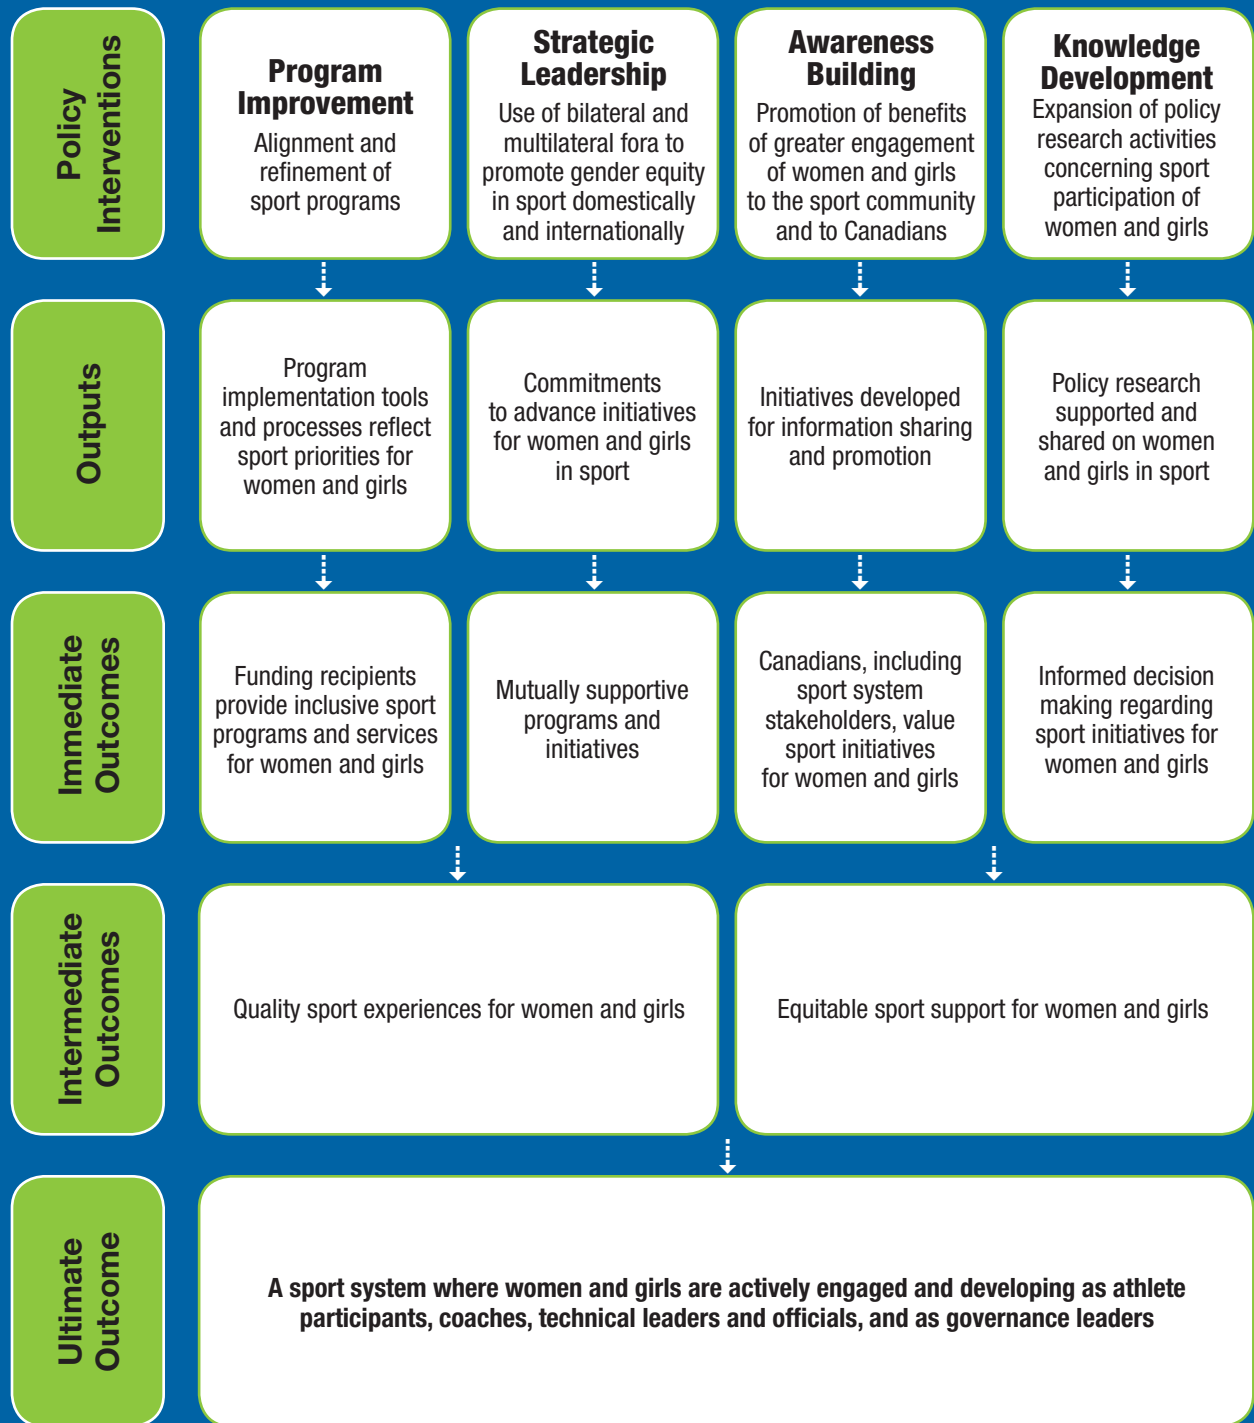 Policy
Interventions
Program
Improvement
Alignment and
refinement of
sport programs
Strategic
Leadership
Use of bilateral and
multilateral fora to
promote gender equity
in sport domestically
and internationally
Awareness
Building
Promotion of benefits
of greater engagement
of women and girls
to the sport community
and to Canadians
Knowledge
Development
Expansion of policy
research activities
concerning sport
participation of
women and girls
Outputs
Program
implementation tools
and processes reflect
sport priorities for
women and girls
Commitments
to advance initiatives
for women and girls
in sport
Initiatives developed
for information sharing
and promotion
Policy research
supported and
shared on women
and girls in sport
Immediate
Outcomes
Funding recipients
provide inclusive sport
programs and services
for women and girls
Mutually supportive
programs and
initiatives
Canadians, including
sport system
stakeholders, value
sport initiatives
for women and girls
Informed decision
making regarding
sport initiatives for
women and girls
Intermediate
Outcomes
Quality sport experiences for women and girls
Equitable sport support for women and girls
Ultimate
Outcome
A sport system where women and girls are actively engaged and developing as athlete
participants, coaches, technical leaders and officials, and as governance leaders